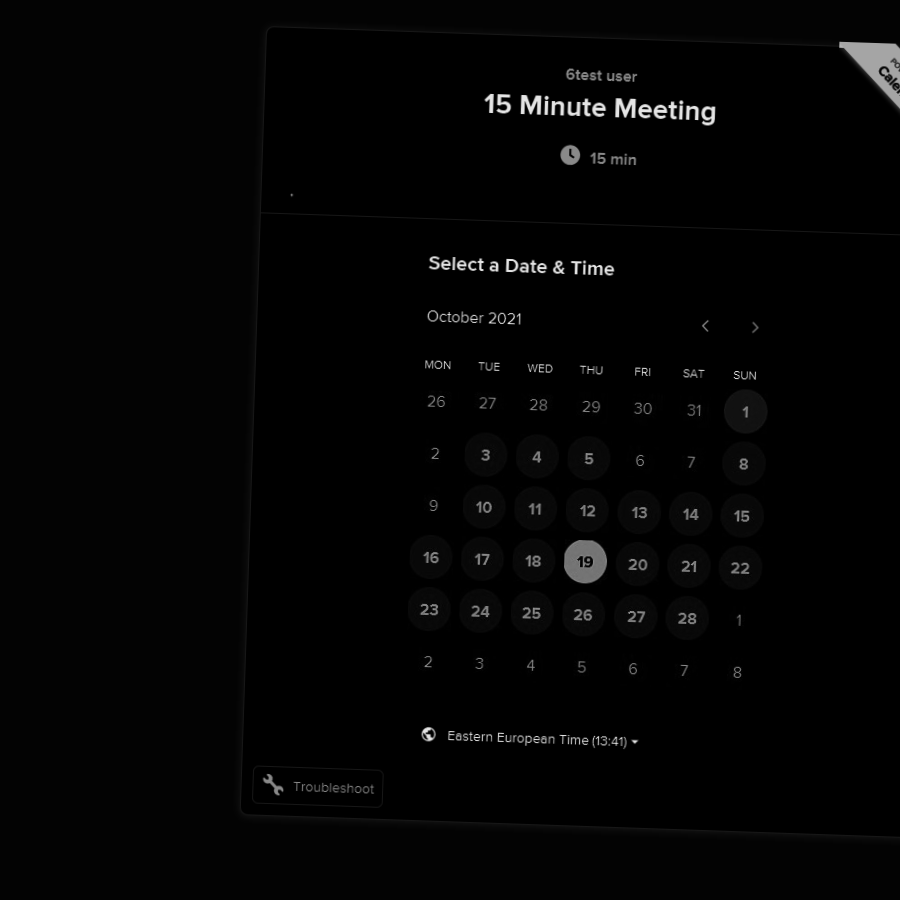 6test user
15 Minute Meeting
15 min
Select a Date & Time
October 2021
MON TUE WED THU FRI SAT SUN
26 27 28 29 30 31 1
2 3 4 5 6 7 8
9 10 11 12 13 14 15
16 17 18 19 20 21 22
23 24 25 26 27 28 1
2 3 4 5 6 7 8
Eastern European Time (13:41)
Troubleshoot